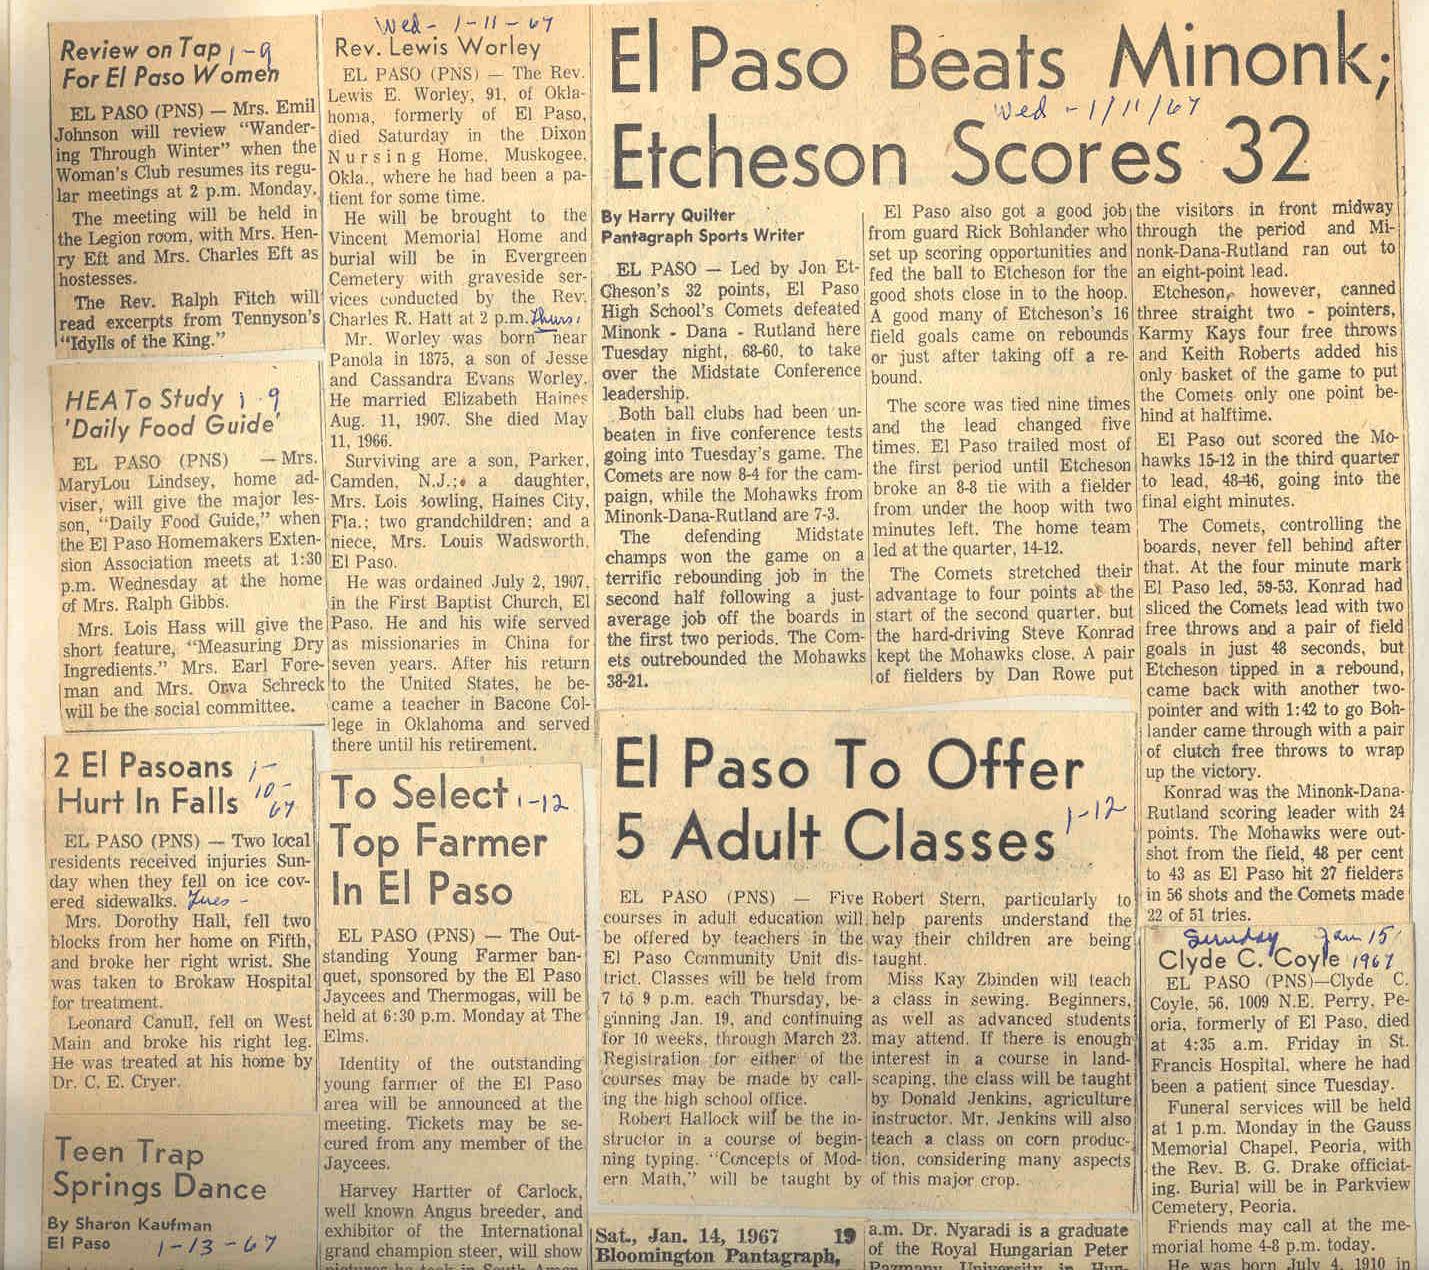 Review on Tap 1-9
For El Paso Women
EL PASO (PNS) — Mrs. Emil
Johnson will review "Wander-
ing Through Winter" when the
Woman's Club resumes its regu-
lar meetings at 2 p.m. Monday.
The meeting will be held in
the Legion room, with Mrs. Hen-
ry Eft and Mrs. Charles Eft as
hostesses.
The Rev. Ralph Fitch will
read excerpts from Tennyson's
"Idylls of the King."
HEA To Study 1 9
'Daily Food Guide'
EL PASO (PNS) — Mrs.
MaryLou Lindsey, home ad-
viser, will give the major les-
son, "Daily Food Guide," when
the El Paso Homemakers Exten-
sion Association meets at 1:30
p.m. Wednesday at the home
of Mrs. Ralph Gibbs.
Mrs. Lois Hass will give the
short feature, "Measuring Dry
Ingredients." Mrs. Earl Fore-
man and Mrs. Orva Schreck
will be the social committee.
2 El Pasoans 1-
Hurt In Falls 10-
67
EL PASO (PNS) — Two local
residents received injuries Sun-
day when they fell on ice cov-
ered sidewalks. Tues -
Mrs. Dorothy Hall, fell two
blocks from her home on Fifth,
and broke her right wrist. She
was taken to Brokaw Hospital
for treatment.
Leonard Canull, fell on West
Main and broke his right leg.
He was treated at his home by
Dr. C. E. Cryer.
Teen Trap
Springs Dance
By Sharon Kaufman
El Paso 1-13-67
Wed- 1-11-67
Rev. Lewis Worley
EL PASO (PNS) — The Rev.
Lewis E. Worley, 91, of Okla-
homa, formerly of El Paso,
died Saturday in the Dixon
Nursing Home, Muskogee,
Okla., where he had been a pa-
tient for some time.
He will be brought to the
Vincent Memorial Home and
burial will be in Evergreen
Cemetery with graveside ser-
vices conducted by the Rev.
Charles R. Hatt at 2 p.m. Thurs.
Mr. Worley was born near
Panola in 1875, a son of Jesse
and Cassandra Evans Worley.
He married Elizabeth Haines
Aug. 11, 1907. She died May
11, 1966.
Surviving are a son, Parker,
Camden, N.J.; a daughter,
Mrs. Lois Bowling, Haines City,
Fla.; two grandchildren; and a
niece, Mrs. Louis Wadsworth,
El Paso.
He was ordained July 2, 1907,
in the First Baptist Church, El
Paso. He and his wife served
as missionaries in China for
seven years. After his return
to the United States, he be-
came a teacher in Bacone Col-
lege in Oklahoma and served
there until his retirement.
To Select 1-12
Top Farmer
In El Paso
EL PASO (PNS) — The Out-
standing Young Farmer ban-
quet, sponsored by the El Paso
Jaycees and Thermogas, will be
held at 6:30 p.m. Monday at The
Elms.
Identity of the outstanding
young farmer of the El Paso
area will be announced at the
meeting. Tickets may be se-
cured from any member of the
Jaycees.
Harvey Hartter of Carlock,
well known Angus breeder, and
exhibitor of the International
grand champion steer, will show
pictures he took in South Amer-
El Paso Beats Minonk;
Wed - 1/11/67
Etcheson Scores 32
By Harry Quilter
Pantagraph Sports Writer
EL PASO — Led by Jon Et-
Cheson's 32 points, El Paso
High School's Comets defeated
Minonk - Dana - Rutland here
Tuesday night, 68-60, to take
over the Midstate Conference
leadership.
Both ball clubs had been un-
beaten in five conference tests
going into Tuesday's game. The
Comets are now 8-4 for the cam-
paign, while the Mohawks from
Minonk-Dana-Rutland are 7-3.
The defending Midstate
champs won the game on a
terrific rebounding job in the
second half following a just-
average job off the boards in
the first two periods. The Com-
ets outrebounded the Mohawks
38-21.
El Paso also got a good job
from guard Rick Bohlander who
set up scoring opportunities and
fed the ball to Etcheson for the
good shots close in to the hoop.
A good many of Etcheson's 16
field goals came on rebounds
or just after taking off a re-
bound.
The score was tied nine times
and the lead changed five
times. El Paso trailed most of
the first period until Etcheson
broke an 8-8 tie with a fielder
from under the hoop with two
minutes left. The home team
led at the quarter, 14-12.
The Comets stretched their
advantage to four points at the
start of the second quarter, but
the hard-driving Steve Konrad
kept the Mohawks close. A pair
of fielders by Dan Rowe put
the visitors in front midway
through the period and Mi-
nonk-Dana-Rutland ran out to
an eight-point lead.
Etcheson, however, canned
three straight two - pointers,
Karmy Kays four free throws
and Keith Roberts added his
only basket of the game to put
the Comets only one point be-
hind at halftime.
El Paso out scored the Mo-
hawks 15-12 in the third quarter
to lead, 48-46, going into the
final eight minutes.
The Comets, controlling the
boards, never fell behind after
that. At the four minute mark
El Paso led, 59-53. Konrad had
sliced the Comets lead with two
free throws and a pair of field
goals in just 48 seconds, but
Etcheson tipped in a rebound,
came back with another two-
pointer and with 1:42 to go Boh-
lander came through with a pair
of clutch free throws to wrap
up the victory.
Konrad was the Minonk-Dana-
Rutland scoring leader with 24
points. The Mohawks were out-
shot from the field, 48 per cent
to 43 as El Paso hit 27 fielders
in 56 shots and the Comets made
22 of 51 tries.
El Paso To Offer
5 Adult Classes 1-12
EL PASO (PNS) — Five
courses in adult education will
be offered by teachers in the
El Paso Community Unit dis-
trict. Classes will be held from
7 to 9 p.m. each Thursday, be-
ginning Jan. 19, and continuing
for 10 weeks, through March 23.
Registration for either of the
courses may be made by call-
ing the high school office.
Robert Hallock will be the in-
structor in a course of begin-
ning typing. "Concepts of Mod-
ern Math," will be taught by
Robert Stern, particularly to
help parents understand the
way their children are being
taught.
Miss Kay Zbinden will teach
a class in sewing. Beginners,
as well as advanced students
may attend. If there is enough
interest in a course in land-
scaping, the class will be taught
by Donald Jenkins, agriculture
instructor. Mr. Jenkins will also
teach a class on corn produc-
tion, considering many aspects
of this major crop.
Sat., Jan. 14, 1967 19
Bloomington Pantagraph,
a.m. Dr. Nyaradi is a graduate
of the Royal Hungarian Peter
Pazmany University in Hun-
Sunday Jan 15
Clyde C. Coyle 1967
EL PASO (PNS)—Clyde C.
Coyle, 56, 1009 N.E. Perry, Pe-
oria, formerly of El Paso, died
at 4:35 a.m. Friday in St.
Francis Hospital, where he had
been a patient since Tuesday.
Funeral services will be held
at 1 p.m. Monday in the Gauss
Memorial Chapel, Peoria, with
the Rev. B. G. Drake officiat-
ing. Burial will be in Parkview
Cemetery, Peoria.
Friends may call at the me-
morial home 4-8 p.m. today.
He was born July 4, 1910 in